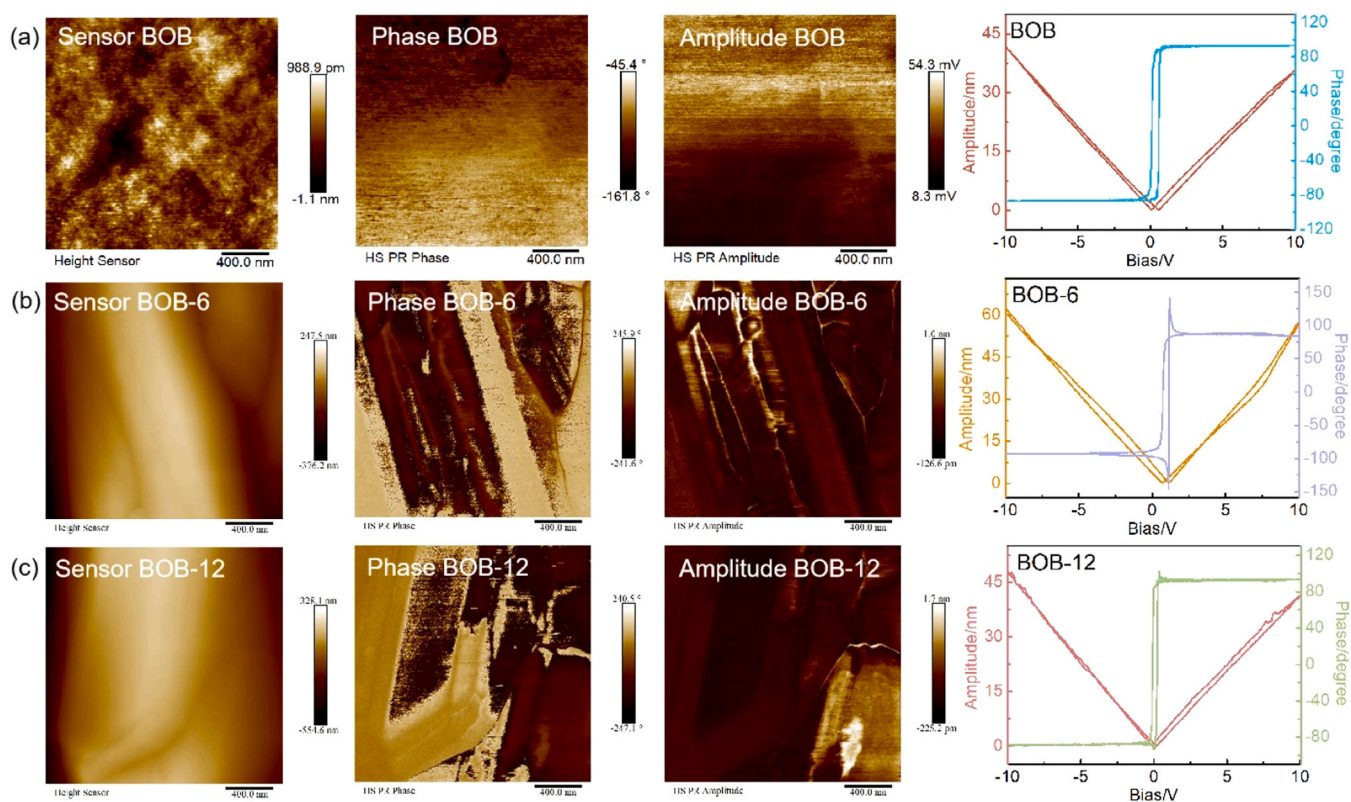 (a)
Sensor BOB
988.9 pm
-1.1 nm
Height Sensor
400.0 nm
Phase BOB
-45.4 °
-161.8 °
HS PR Phase
400.0 nm
Amplitude BOB
54.3 mV
8.3 mV
HS PR Amplitude
400.0 nm
BOB
45
30
15
0
Amplitude/nm
120
80
40
0
-40
-80
-120
Phase/degree
-10
-5
0
5
10
Bias/V
(b)
Sensor BOB-6
247.5 nm
-376.2 nm
Height Sensor
400.0 nm
Phase BOB-6
245.9 °
-241.6 °
HS PR Phase
400.0 nm
Amplitude BOB-6
1.0 nm
-126.6 pm
HS PR Amplitude
400.0 nm
BOB-6
60
45
30
15
0
Amplitude/nm
150
100
50
0
-50
-100
-150
Phase/degree
-10
-5
0
5
10
Bias/V
(c)
Sensor BOB-12
328.1 nm
-554.6 nm
Height Sensor
400.0 nm
Phase BOB-12
240.5 °
-247.1 °
HS PR Phase
400.0 nm
Amplitude BOB-12
1.7 nm
-225.2 pm
HS PR Amplitude
400.0 nm
BOB-12
45
30
15
0
Amplitude/nm
120
80
40
0
-40
-80
Phase/degree
-10
-5
0
5
10
Bias/V